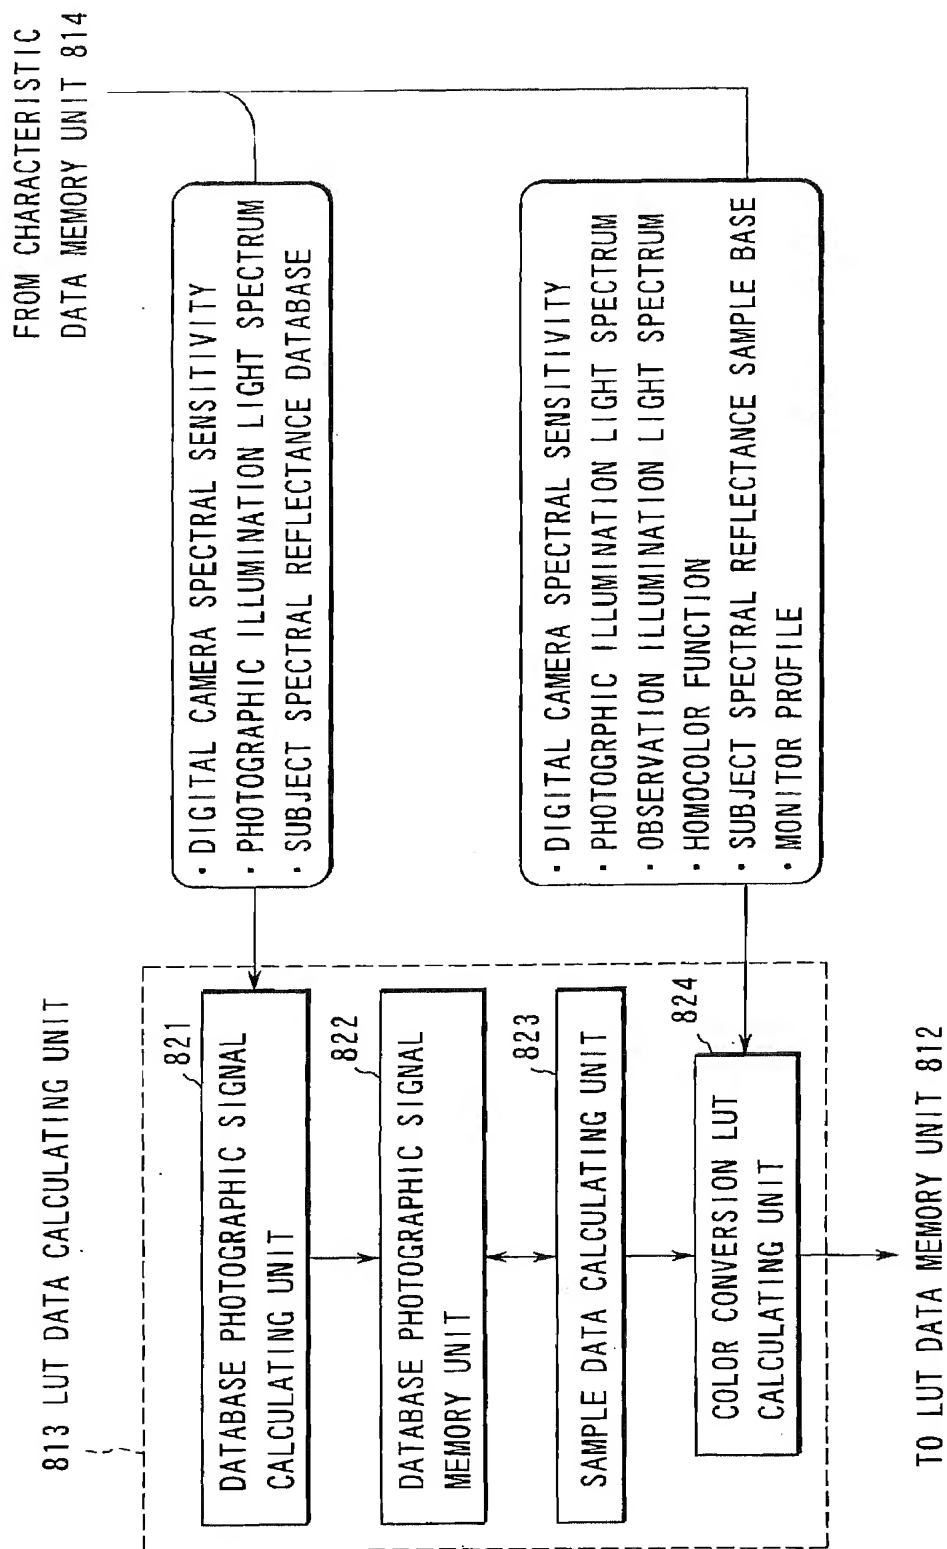 FROM CHARACTERISTIC
DATA MEMORY UNIT 814
813 LUT DATA CALCULATING UNIT
821
DATABASE PHOTOGRAPHIC SIGNAL
CALCULATING UNIT
• DIGITAL CAMERA SPECTRAL SENSITIVITY
• PHOTOGRAPHIC ILLUMINATION LIGHT SPECTRUM
• SUBJECT SPECTRAL REFLECTANCE DATABASE
822
DATABASE PHOTOGRAPHIC SIGNAL
MEMORY UNIT
823
SAMPLE DATA CALCULATING UNIT
824
COLOR CONVERSION LUT
CALCULATING UNIT
• DIGITAL CAMERA SPECTRAL SENSITIVITY
• PHOTOGRPHIC ILLUMINATION LIGHT SPECTRUM
• OBSERVATION ILLUMINATION LIGHT SPECTRUM
• HOMOCOLOR FUNCTION
• SUBJECT SPECTRAL REFLECTANCE SAMPLE BASE
• MONITOR PROFILE
TO LUT DATA MEMORY UNIT 812